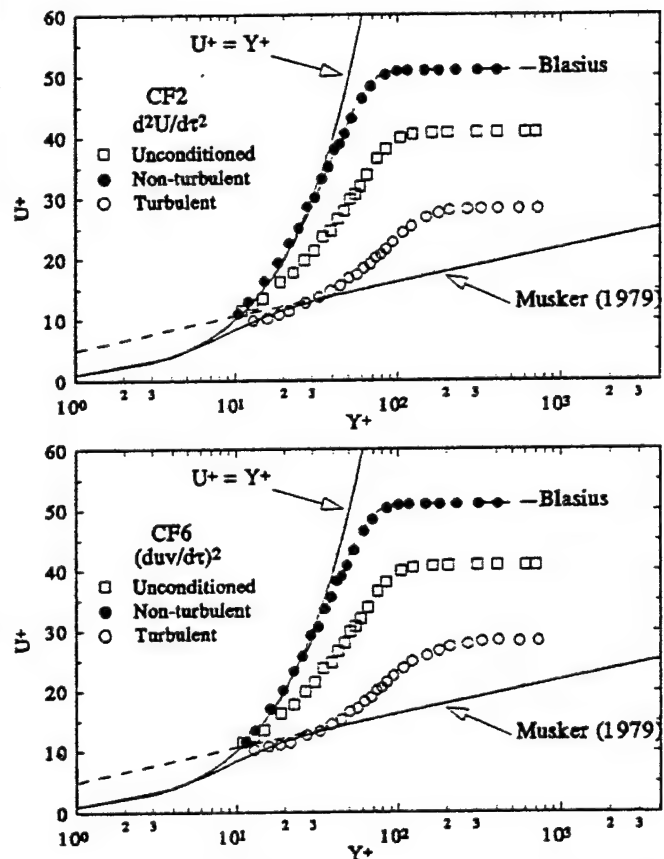 60
50
40
30
20
10
0
U⁺
U⁺ = Y⁺
CF2
d²U/dτ²
Unconditioned
Non-turbulent
Turbulent
Blasius
Musker (1979)
10⁰ 2 3 10¹ 2 3 10² 2 3 10³ 2 3
Y⁺
60
50
40
30
20
10
0
U⁺
U⁺ = Y⁺
CF6
(duv/dτ)²
Unconditioned
Non-turbulent
Turbulent
Blasius
Musker (1979)
10⁰ 2 3 10¹ 2 3 10² 2 3 10³ 2 3
Y⁺